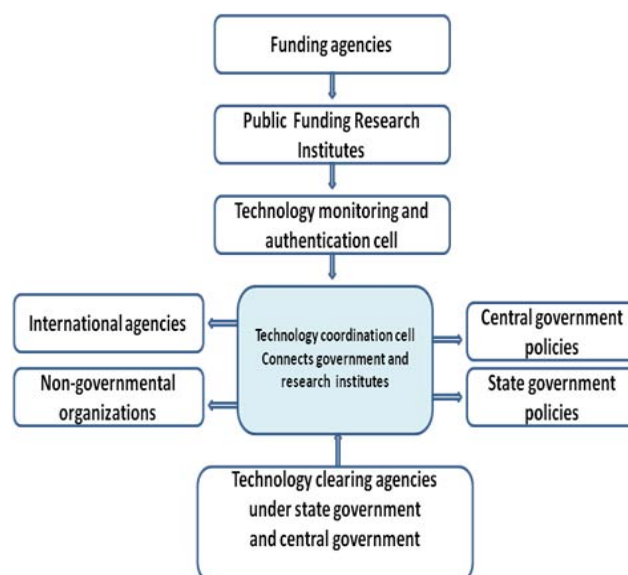 Funding agencies
Public Funding Research
Institutes
Technology monitoring and
authentication cell
International agencies
Non-governmental
organizations
Technology coordination cell
Connects government and
research institutes
Central government
policies
State government
policies
Technology clearing agencies
under state government
and central government